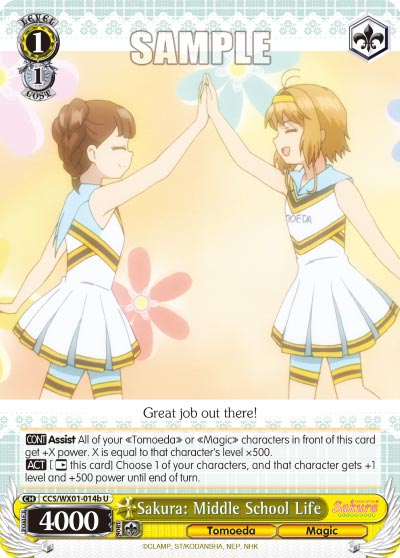 LEVEL
1
1
COST
SAMPLE
TOMOEDA
Great job out there!
CONT Assist All of your «Tomoeda» or «Magic» characters in front of this card
get +X power. X is equal to that character's level ×500.
ACT [ this card] Choose 1 of your characters, and that character gets +1
level and +500 power until end of turn.
CH CCS/WX01-014b U
POWER 4000 SOUL
Sakura: Middle School Life
Sakura
Tomoeda Magic
©CLAMP, ST/KODANSHA, NEP, NHK